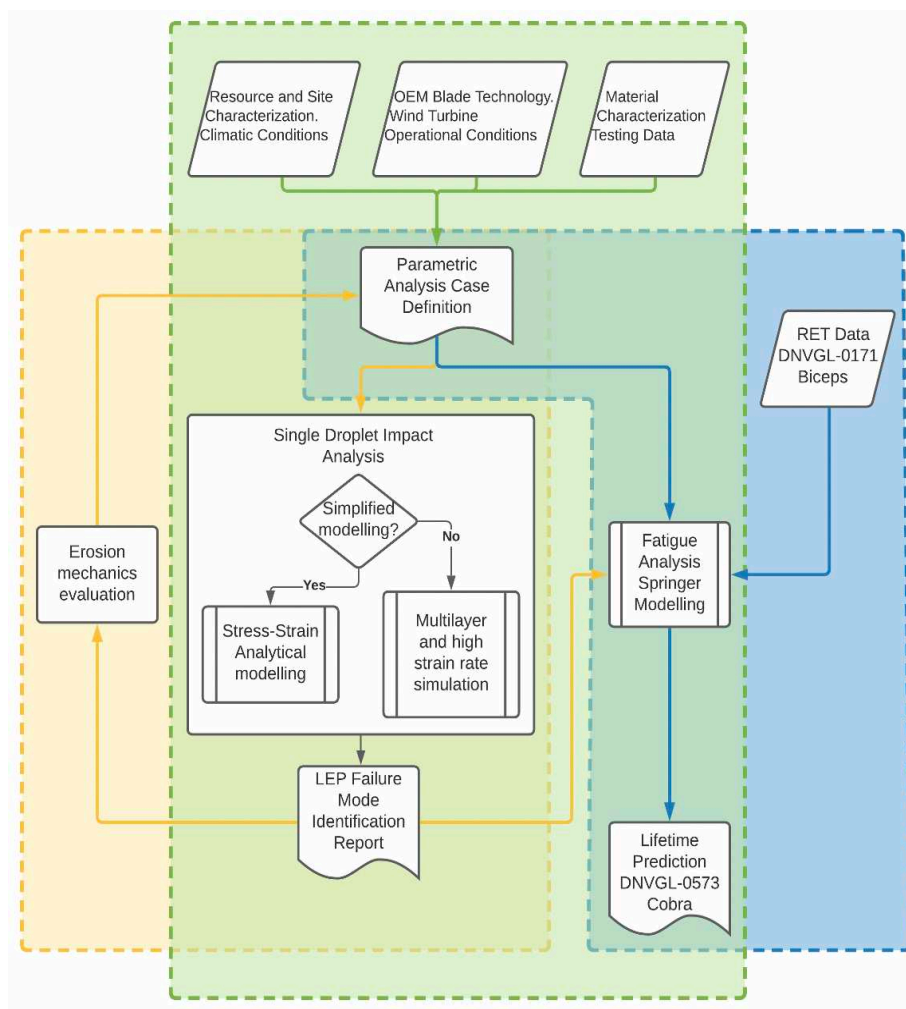 Resource and Site
Characterization.
Climatic Conditions
OEM Blade Technology.
Wind Turbine
Operational Conditions
Material
Characterization
Testing Data
Parametric
Analysis Case
Definition
RET Data
DNVGL-0171
Biceps
Single Droplet Impact
Analysis
Simplified
modelling?
No
Yes
Stress-Strain
Analytical
modelling
Multilayer
and high
strain rate
simulation
Erosion
mechanics
evaluation
Fatigue
Analysis
Springer
Modelling
LEP Failure
Mode
Identification
Report
Lifetime
Prediction
DNVGL-0573
Cobra